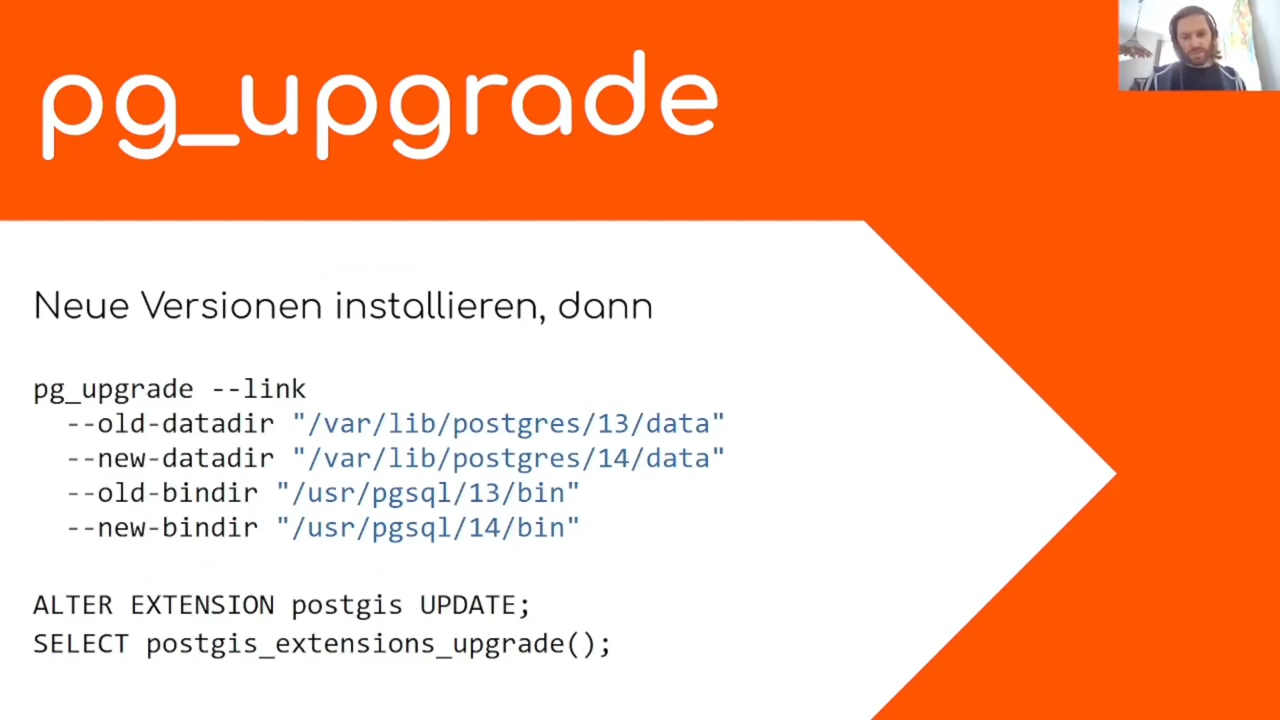 pg_upgrade
Neue Versionen installieren, dann
pg_upgrade --link
--old-datadir "/var/lib/postgres/13/data"
--new-datadir "/var/lib/postgres/14/data"
--old-bindir "/usr/pgsql/13/bin"
--new-bindir "/usr/pgsql/14/bin"
ALTER EXTENSION postgis UPDATE;
SELECT postgis_extensions_upgrade();